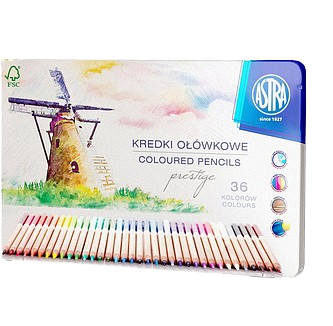 FSC
ASTRA
since 1927
KREDKI OŁÓWKOWE
COLOURED PENCILS
prestige
36
KOLORÓW
COLOURS